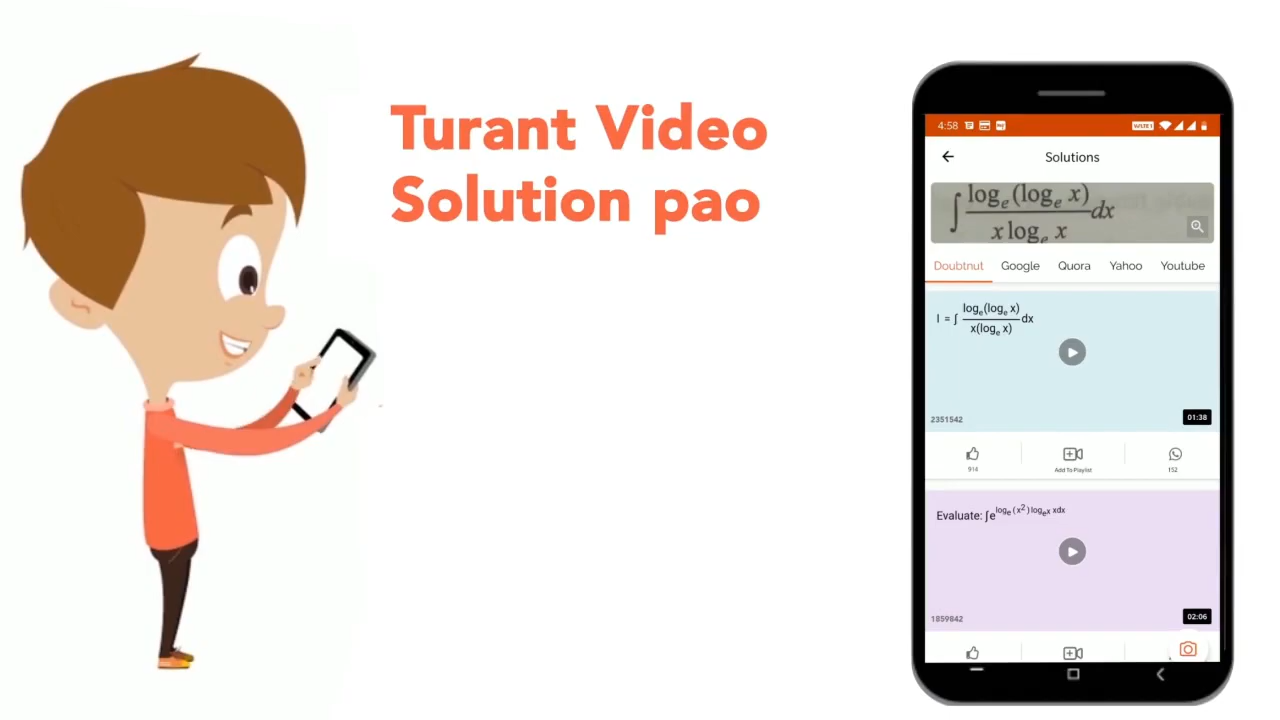 Turant Video
Solution pao
4:58
VoLTE1
Solutions
∫ logₑ(logₑ x) / x logₑ x dx
Doubtnut Google Quora Yahoo Youtube
I = ∫ logₑ(logₑ x) / x(logₑ x) dx
2351542 01:38
914 Add To Playlist 152
Evaluate: ∫e^logₑ(x²)logₑx xdx
1859842 02:06